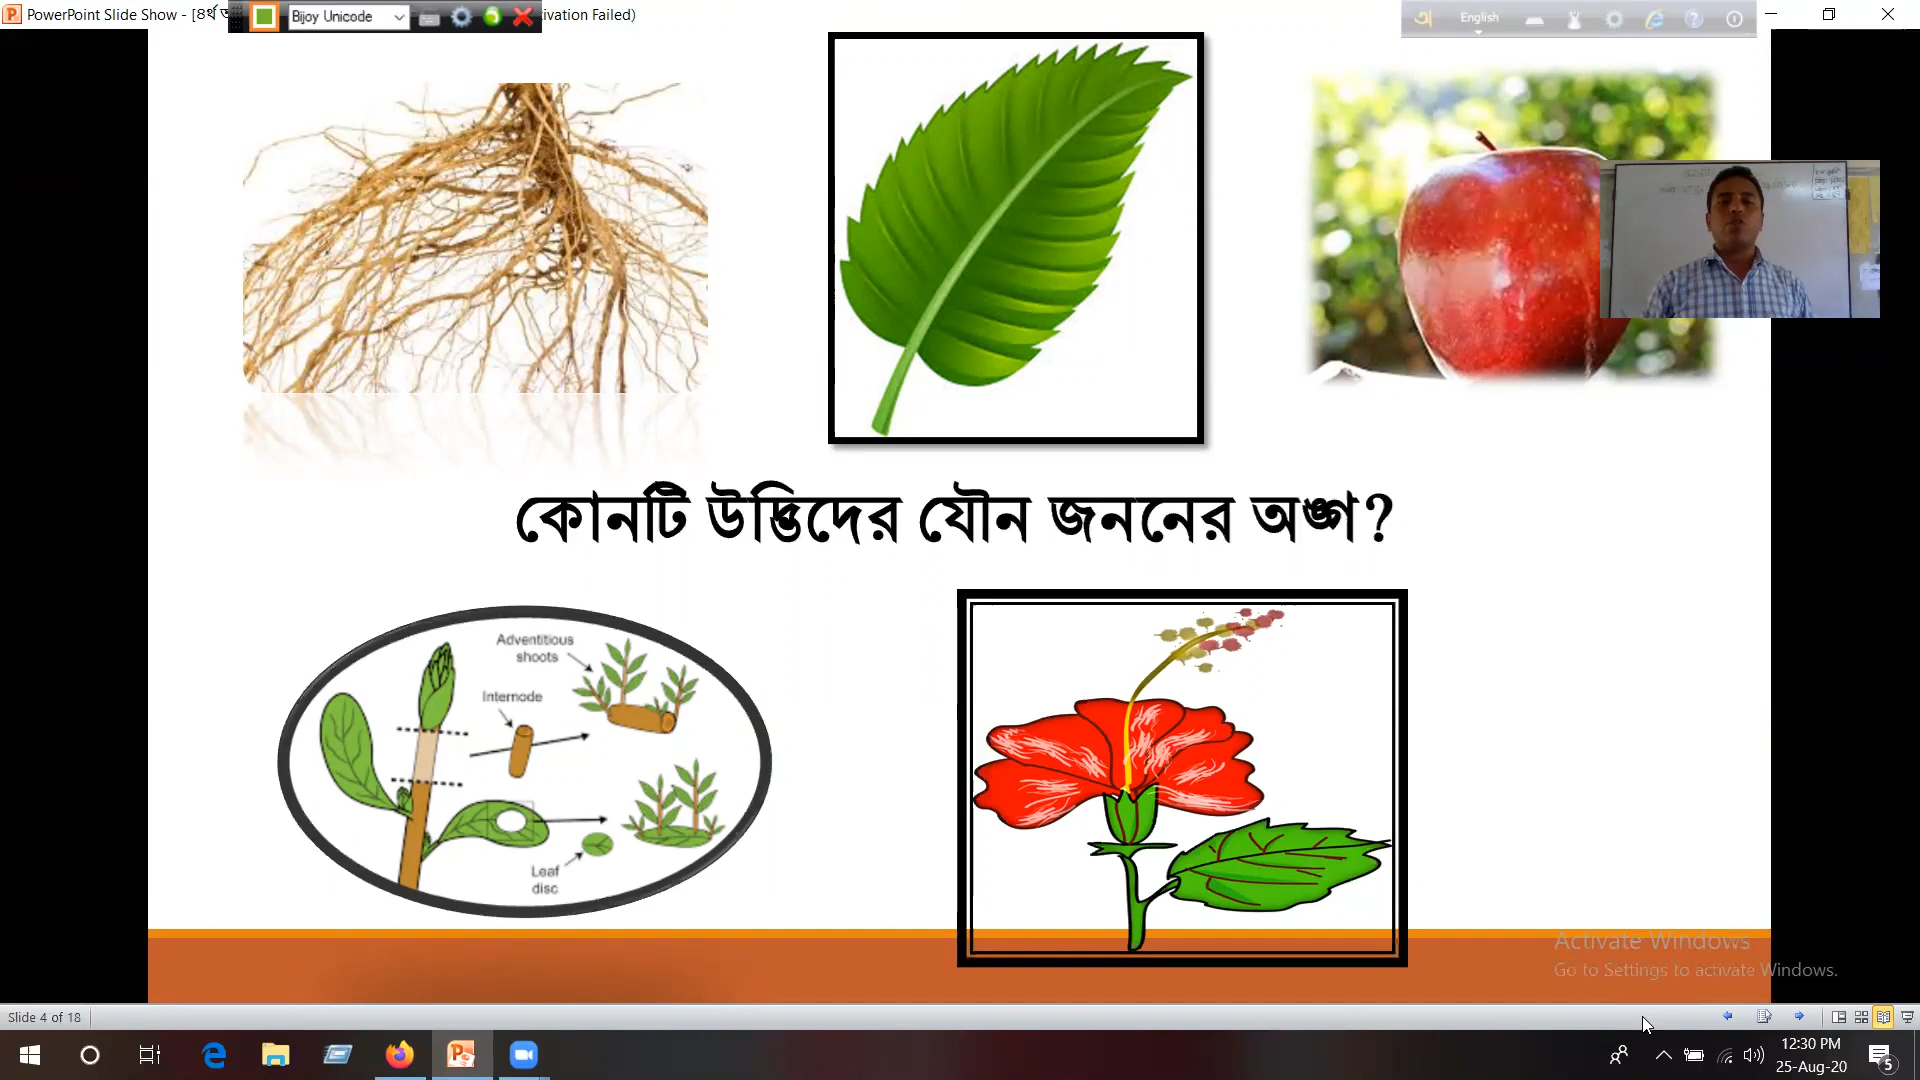 PowerPoint Slide Show - [৪র্থ
Bijoy Unicode
ivation Failed)
English
কোনটি উদ্ভিদের যৌন জননের অঙ্গ?
Adventitious
shoots
Internode
Leaf
disc
Activate Windows
Go to Settings to activate Windows.
Slide 4 of 18
12:30 PM
25-Aug-20
5